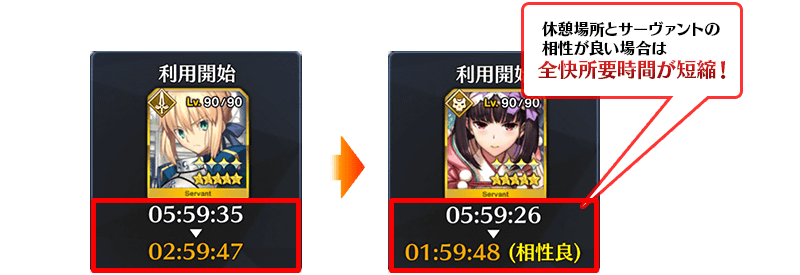 休憩場所とサーヴァントの
相性が良い場合は
全快所要時間が短縮！
利用開始
Lv. 90/90
Servant
05:59:35
▼
02:59:47
利用開始
Lv. 90/90
Servant
05:59:26
▼
01:59:48 (相性良)